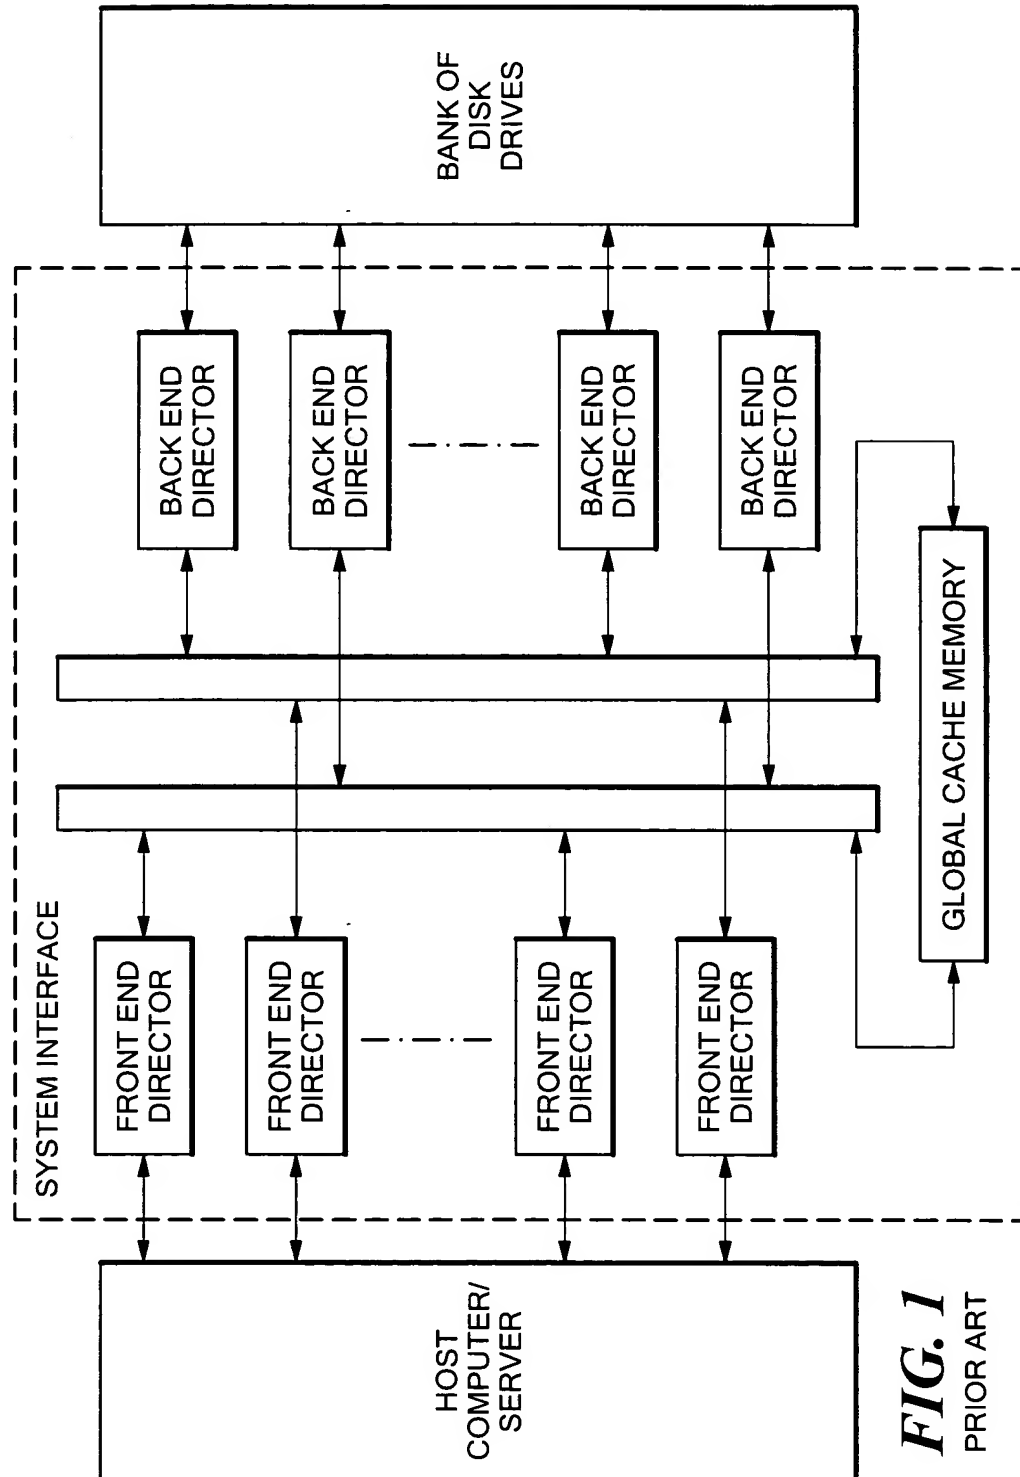 SYSTEM INTERFACE
HOST
COMPUTER/
SERVER
FRONT END
DIRECTOR
FRONT END
DIRECTOR
FRONT END
DIRECTOR
FRONT END
DIRECTOR
BACK END
DIRECTOR
BACK END
DIRECTOR
BACK END
DIRECTOR
BACK END
DIRECTOR
BANK OF
DISK
DRIVES
GLOBAL CACHE MEMORY
FIG. 1
PRIOR ART